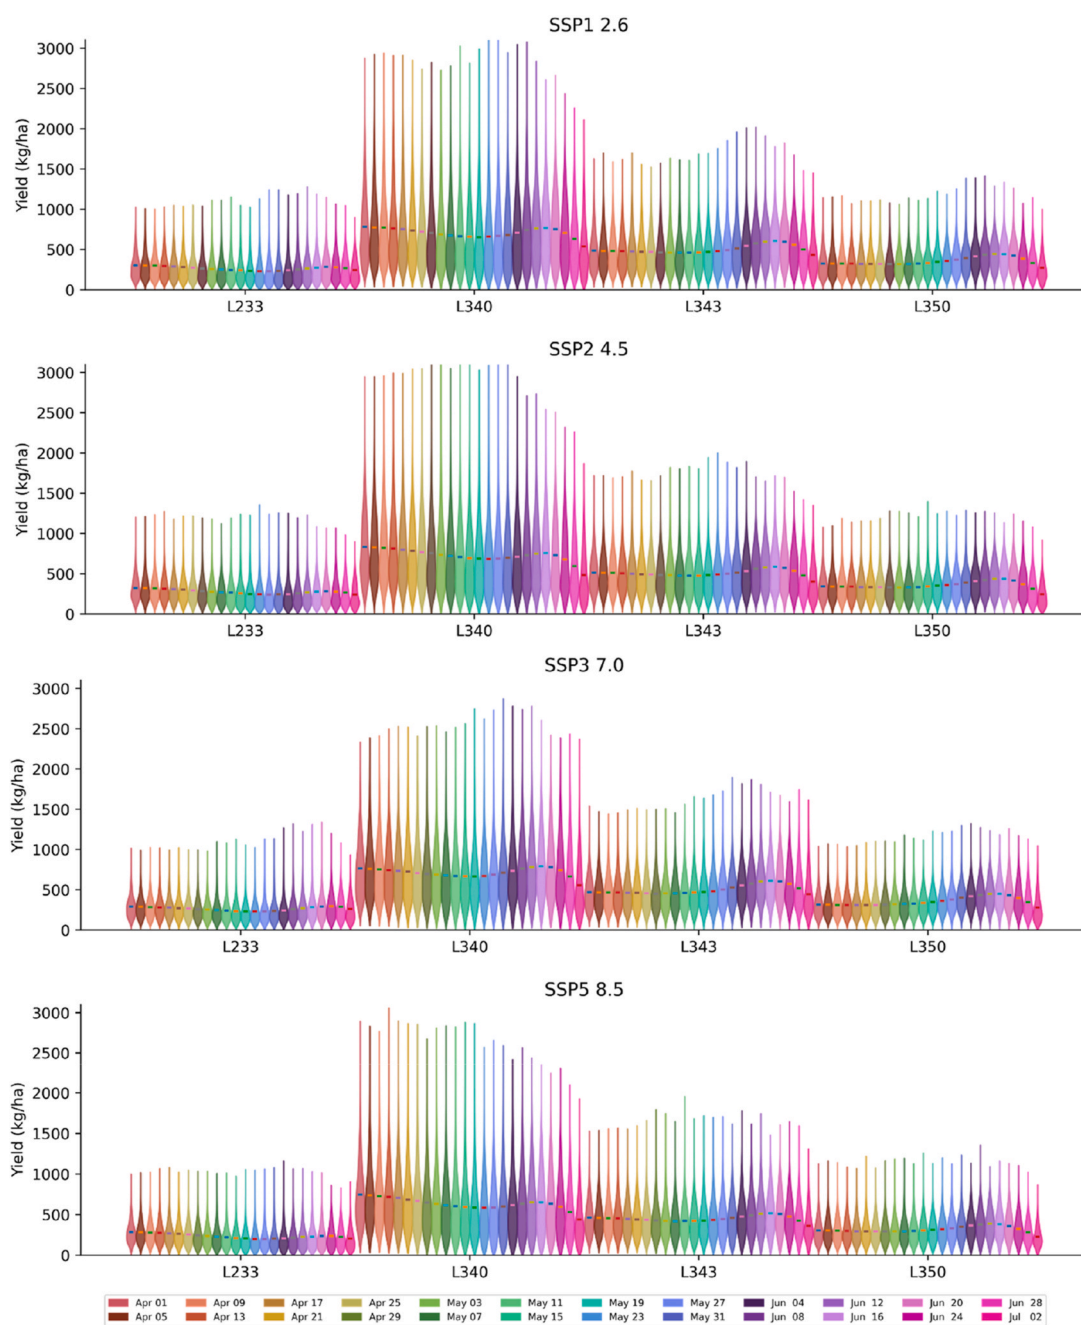 SSP1 2.6
3000
2500
2000
1500
1000
500
0
Yield (kg/ha)
L233 L340 L343 L350
SSP2 4.5
3000
2500
2000
1500
1000
500
0
Yield (kg/ha)
L233 L340 L343 L350
SSP3 7.0
3000
2500
2000
1500
1000
500
0
Yield (kg/ha)
L233 L340 L343 L350
SSP5 8.5
3000
2500
2000
1500
1000
500
0
Yield (kg/ha)
L233 L340 L343 L350
Apr 01 Apr 09 Apr 17 Apr 25 May 03 May 11 May 19 May 27 Jun 04 Jun 12 Jun 20 Jun 28
Apr 05 Apr 13 Apr 21 Apr 29 May 07 May 15 May 23 May 31 Jun 08 Jun 16 Jun 24 Jul 02